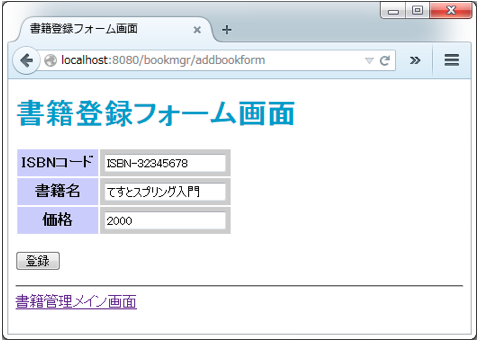 書籍登録フォーム画面
localhost:8080/bookmgr/addbookform
書籍登録フォーム画面
ISBNコード ISBN-32345678
書籍名 てすとスプリング入門
価格 2000
登録
書籍管理メイン画面